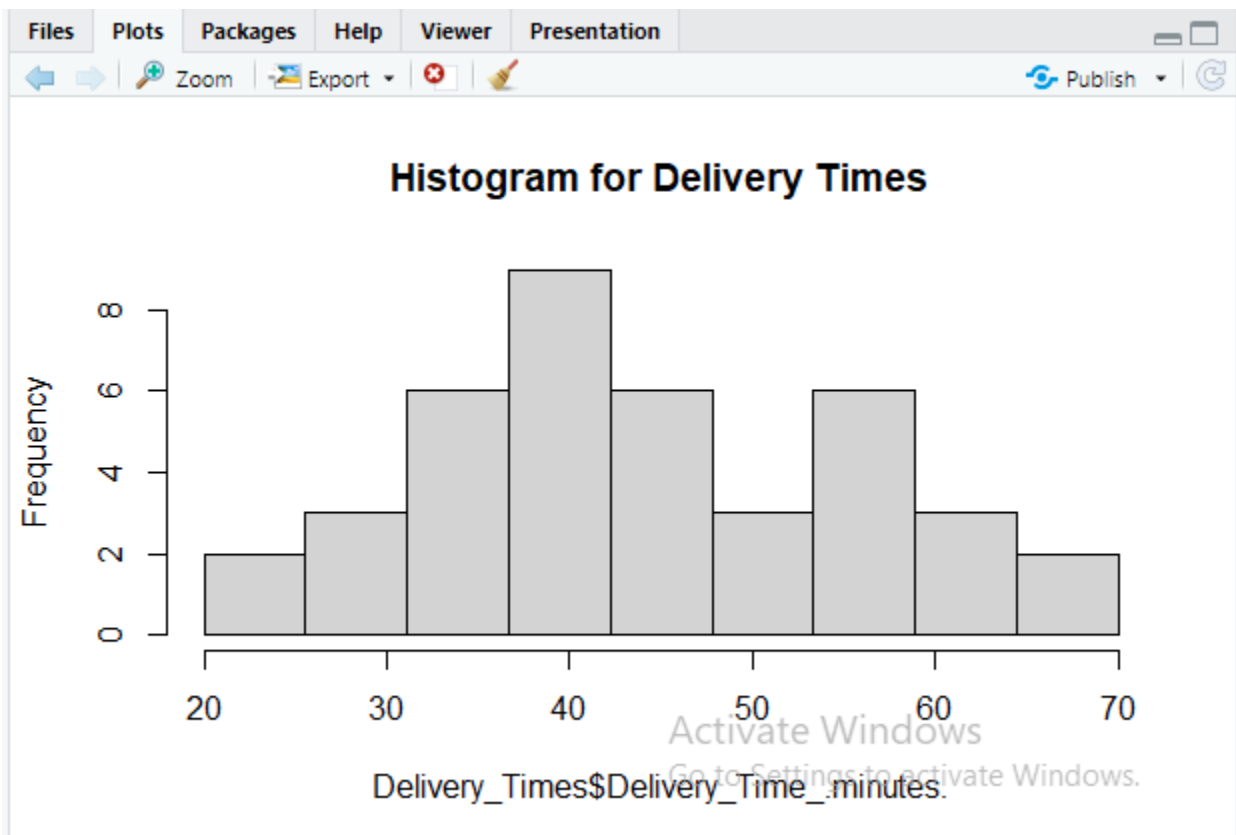 Files Plots Packages Help Viewer Presentation
Zoom Export Publish
Histogram for Delivery Times
Frequency
8
6
4
2
0
20 30 40 50 60 70
Activate Windows
Go to Settings to activate Windows.
Delivery_Times$Delivery_Time_.minutes.